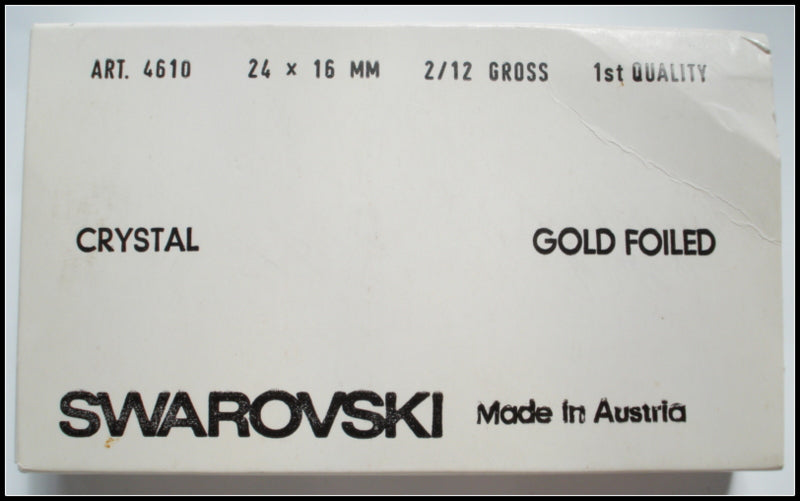 ART. 4610 24 x 16 MM 2/12 GROSS 1st QUALITY
CRYSTAL GOLD FOILED
SWAROVSKI Made in Austria